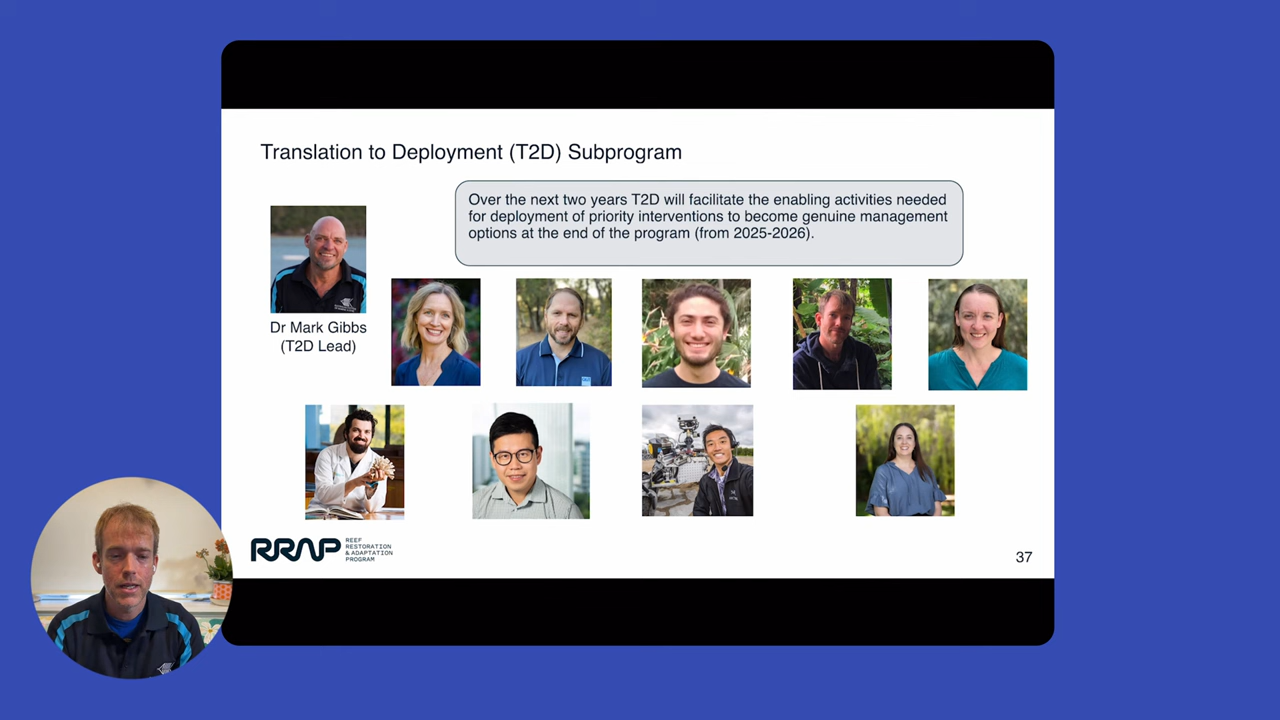 Translation to Deployment (T2D) Subprogram
Over the next two years T2D will facilitate the enabling activities needed
for deployment of priority interventions to become genuine management
options at the end of the program (from 2025-2026).
Dr Mark Gibbs
(T2D Lead)
RRAP
REEF
RESTORATION
& ADAPTATION
PROGRAM
37